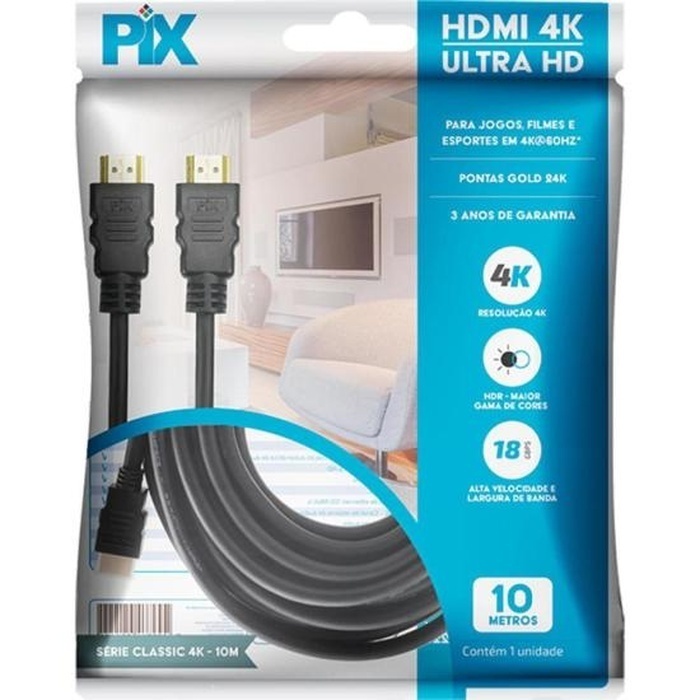 PIX
HDMI 4K
ULTRA HD
PARA JOGOS, FILMES E
ESPORTES EM 4K@60HZ*
PONTAS GOLD 24K
3 ANOS DE GARANTIA
4K
RESOLUÇÃO 4K
HDR - MAIOR
GAMA DE CORES
18 GBPS
ALTA VELOCIDADE E
LARGURA DE BANDA
10
METROS
Contém 1 unidade
PIX
SÉRIE CLASSIC 4K - 10M